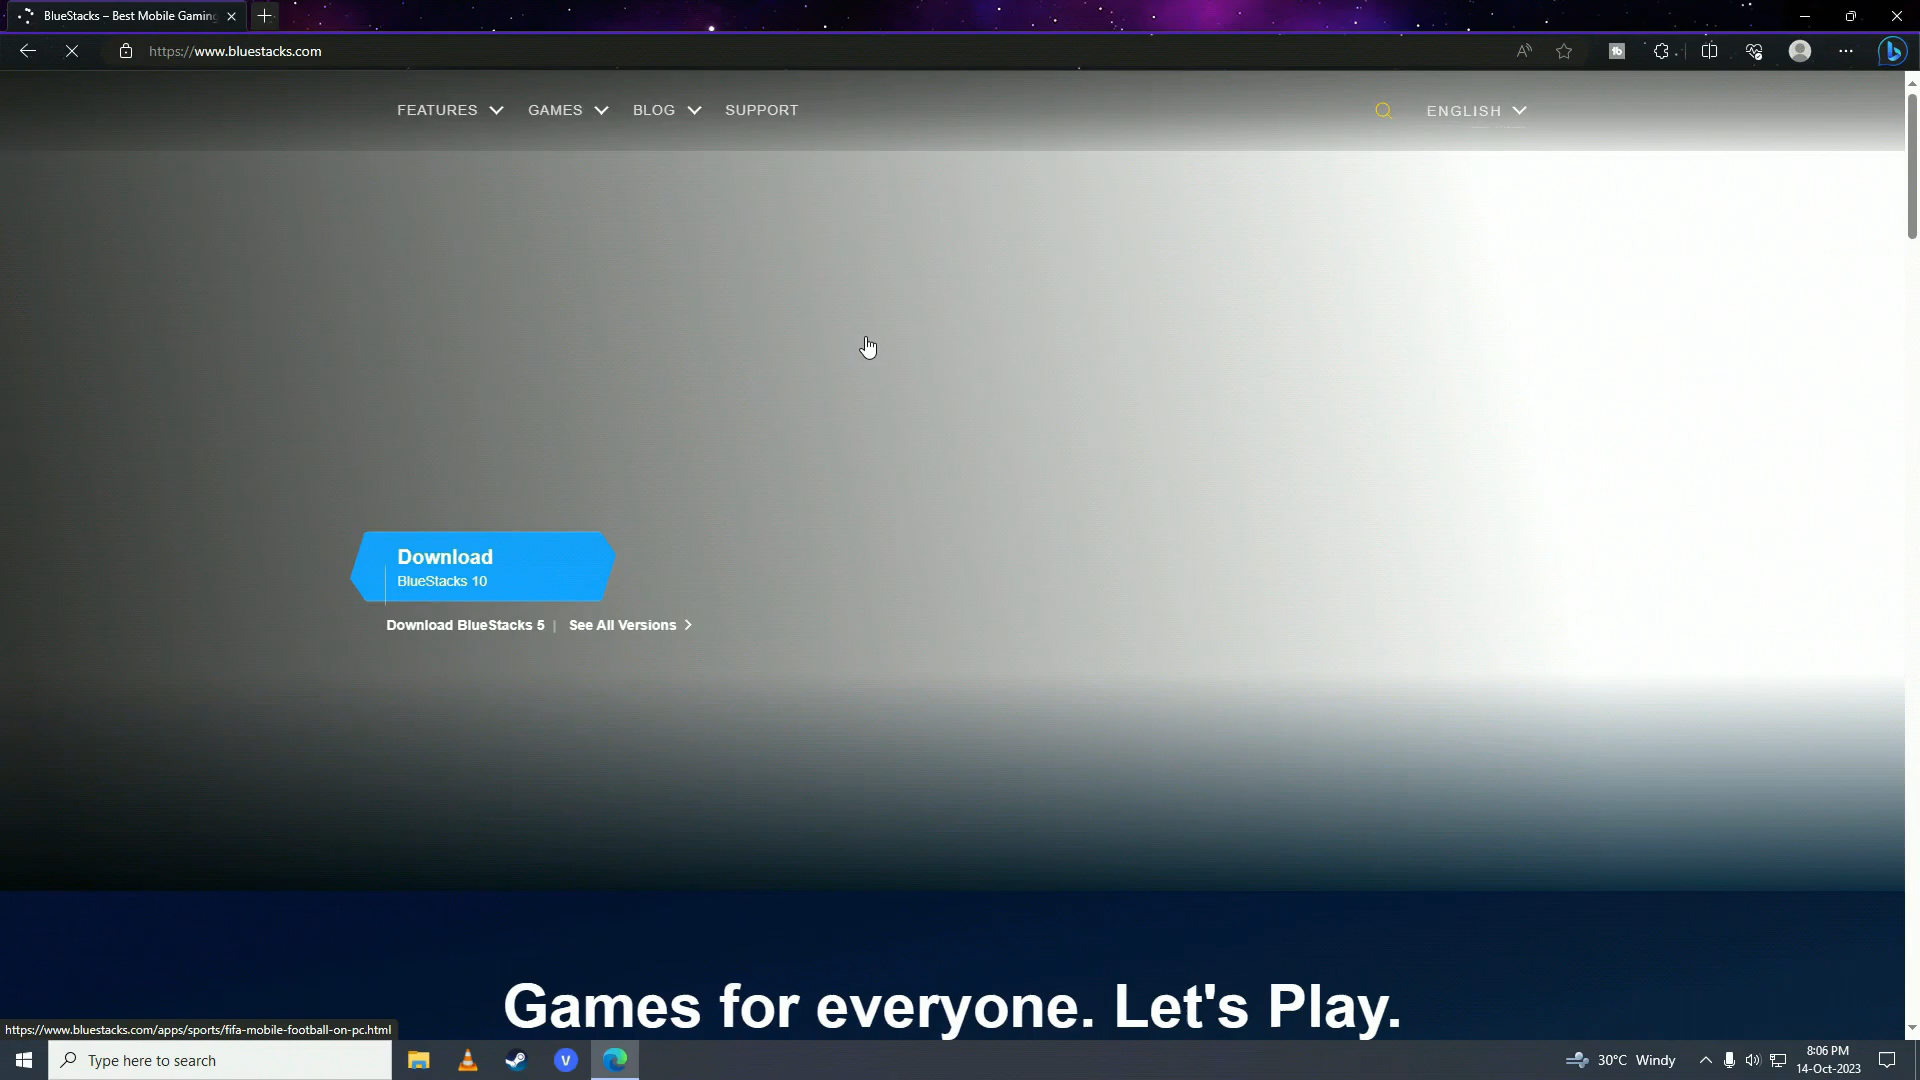 BlueStacks – Best Mobile Gaming
https://www.bluestacks.com
FEATURES GAMES BLOG SUPPORT ENGLISH
Download
BlueStacks 10
Download BlueStacks 5 | See All Versions >
Games for everyone. Let's Play.
https://www.bluestacks.com/apps/sports/fifa-mobile-football-on-pc.html
Type here to search
30°C Windy
8:06 PM
14-Oct-2023